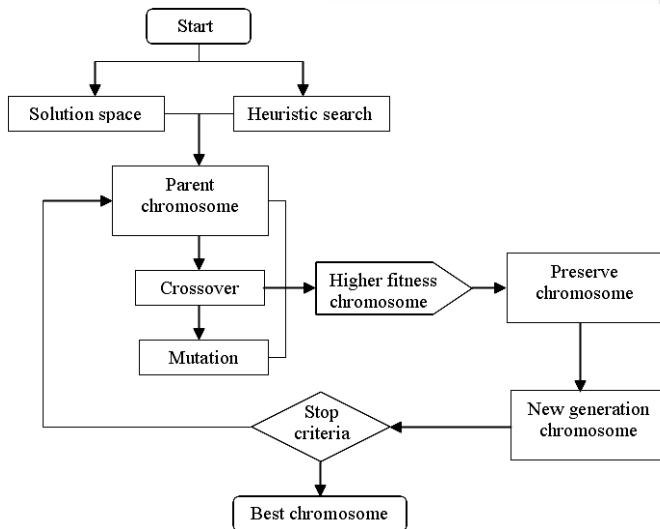 Start
Solution space
Heuristic search
Parent
chromosome
Crossover
Mutation
Higher fitness
chromosome
Preserve
chromosome
New generation
chromosome
Stop
criteria
Best chromosome